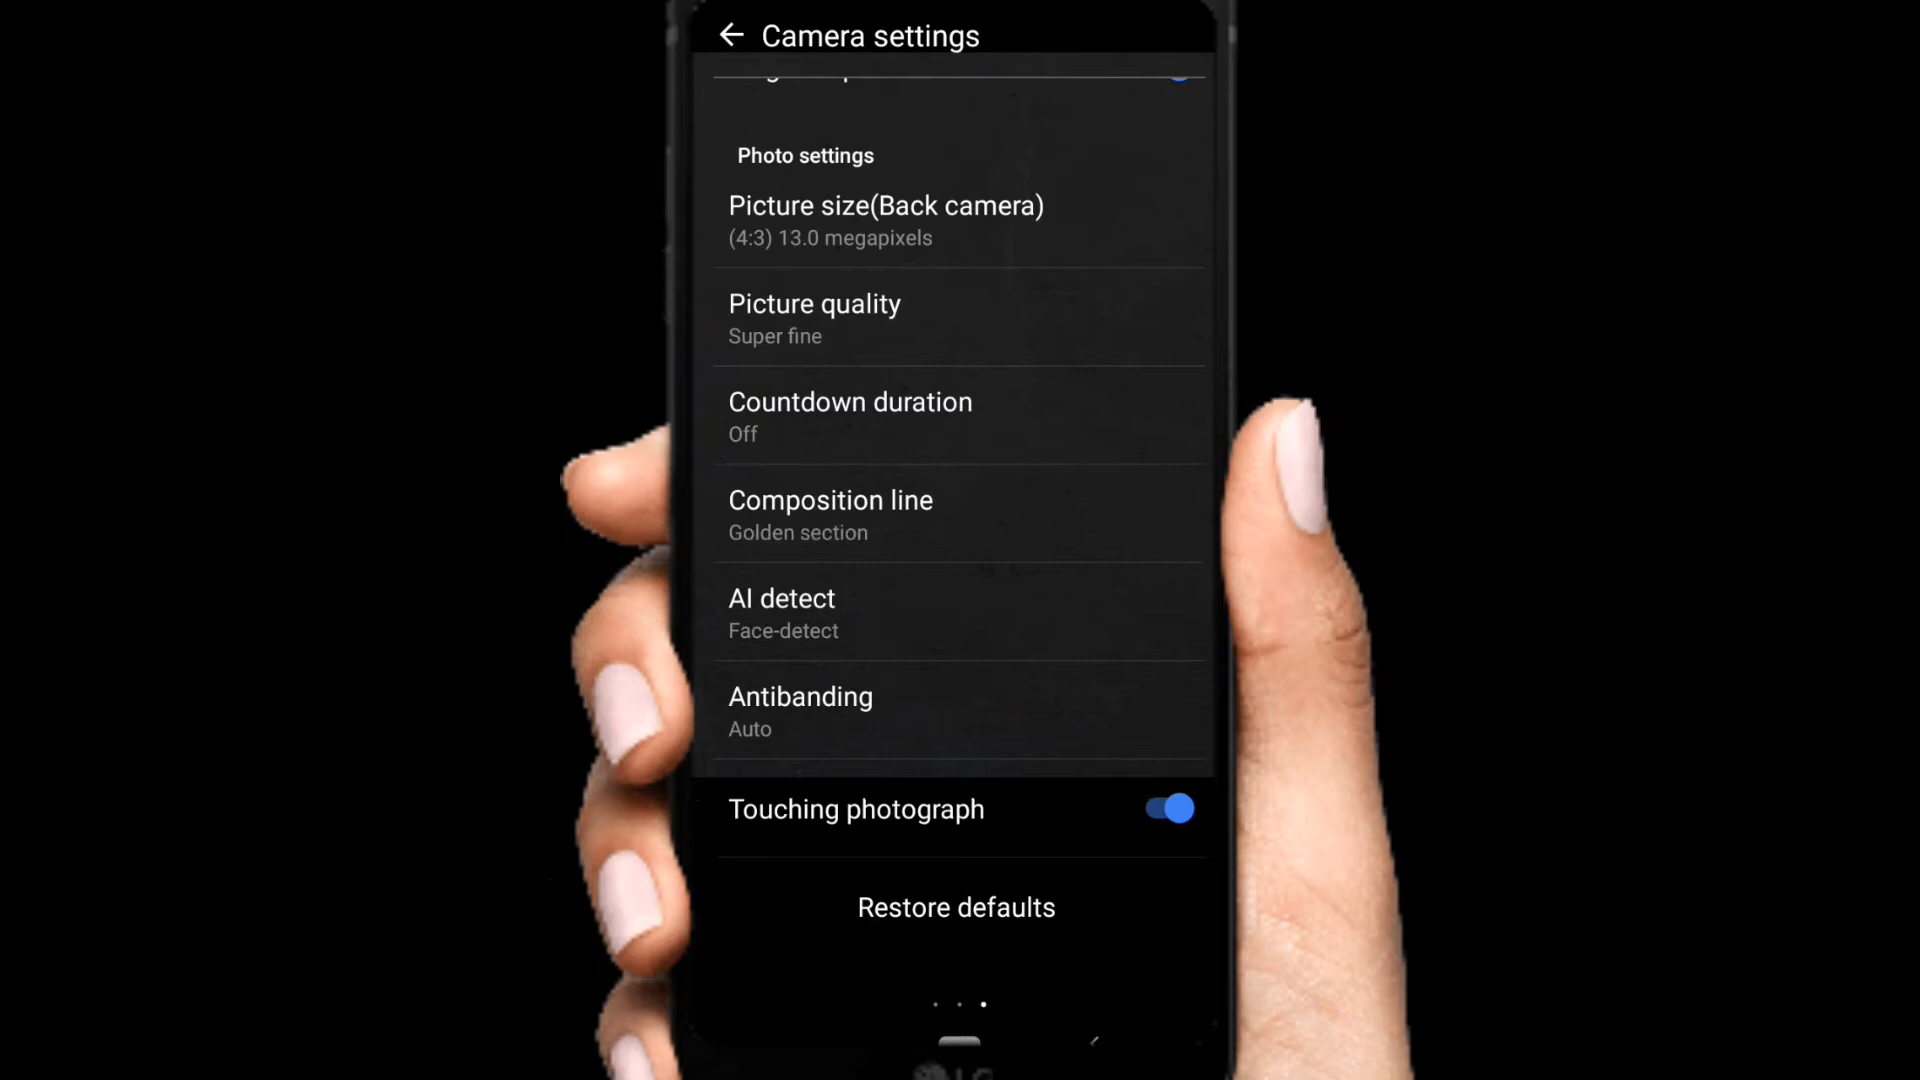 Camera settings
Photo settings
Picture size(Back camera)
(4:3) 13.0 megapixels
Picture quality
Super fine
Countdown duration
Off
Composition line
Golden section
AI detect
Face-detect
Antibanding
Auto
Touching photograph
Restore defaults